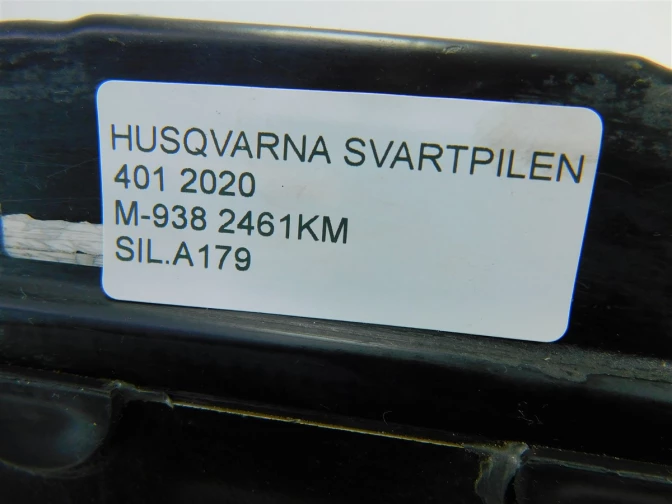 HUSQVARNA SVARTPILEN
401 2020
M-938 2461KM
SIL.A179